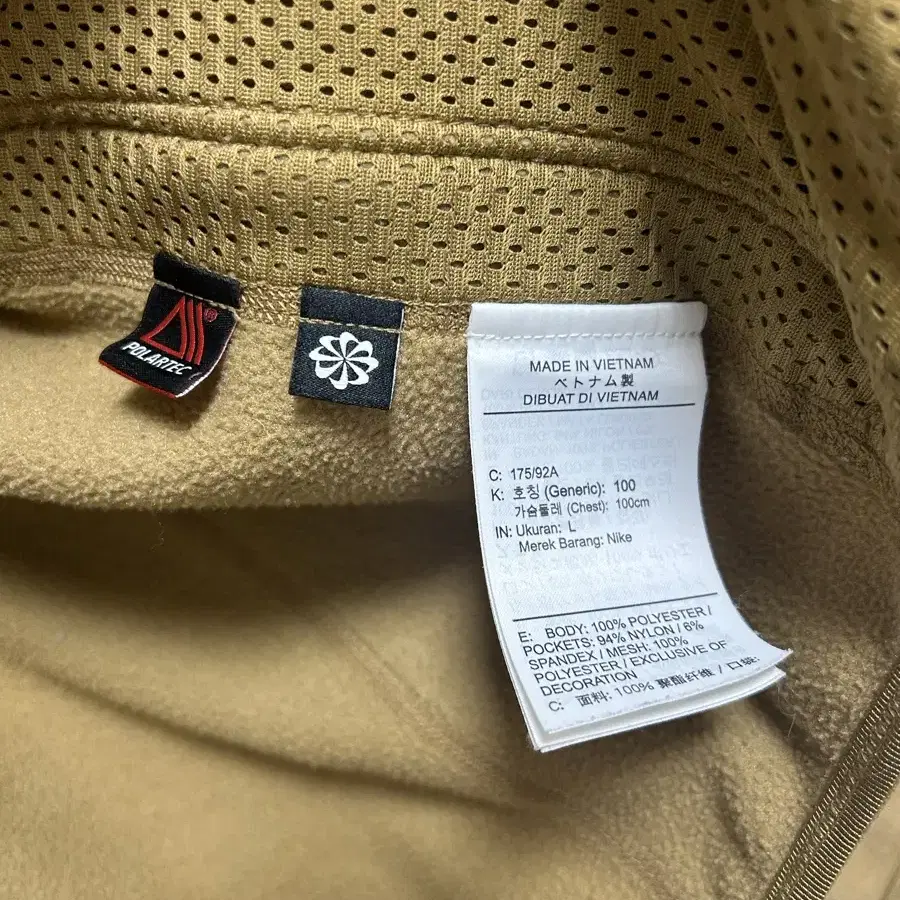 POLARTEC
®
MADE IN VIETNAM
ベトナム製
DIBUAT DI VIETNAM
C: 175/92A
K: 호칭 (Generic): 100
가슴둘레 (Chest): 100cm
IN: Ukuran: L
Merek Barang: Nike
E: BODY: 100% POLYESTER /
POCKETS: 94% NYLON / 6%
SPANDEX / MESH: 100%
POLYESTER / EXCLUSIVE OF
DECORATION
C: 面料: 100% 聚酯纤维 / 口袋: